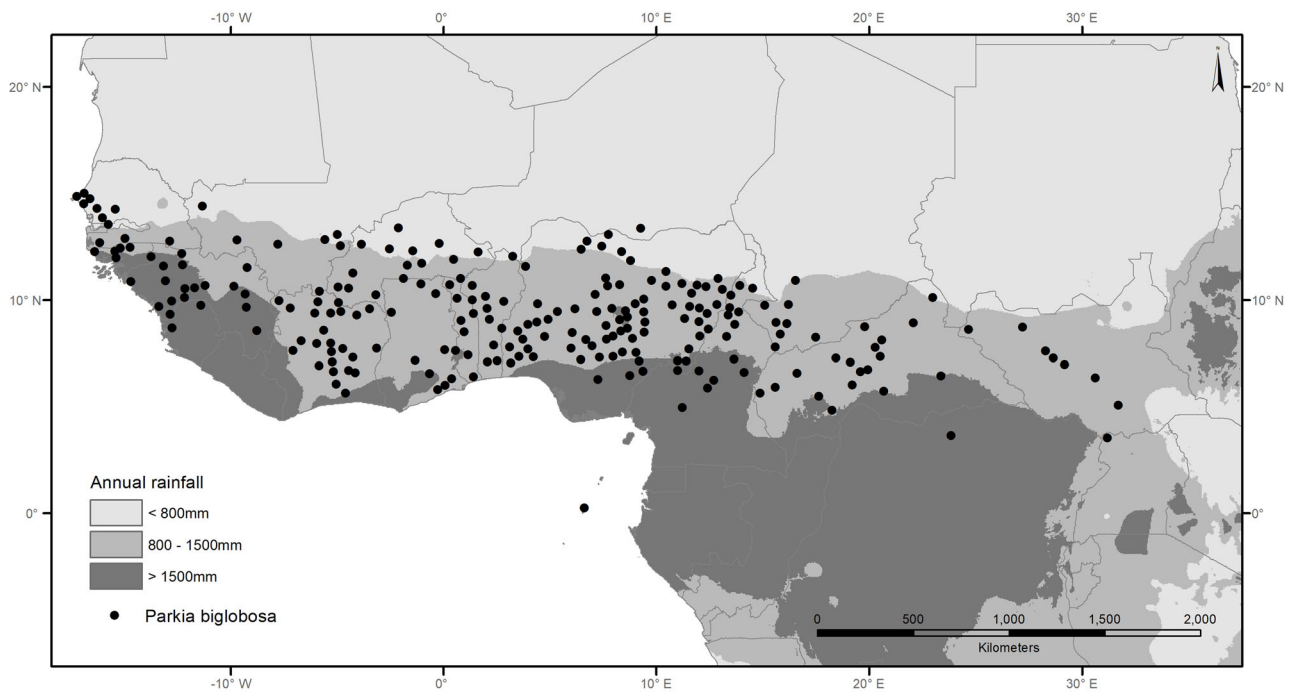 -10° W 0° 10° E 20° E 30° E
N
20° N 20° N
10° N 10° N
Annual rainfall
< 800mm
0° 0°
800 - 1500mm
> 1500mm
Parkia biglobosa
0 500 1,000 1,500 2,000
Kilometers
-10° W 0° 10° E 20° E 30° E